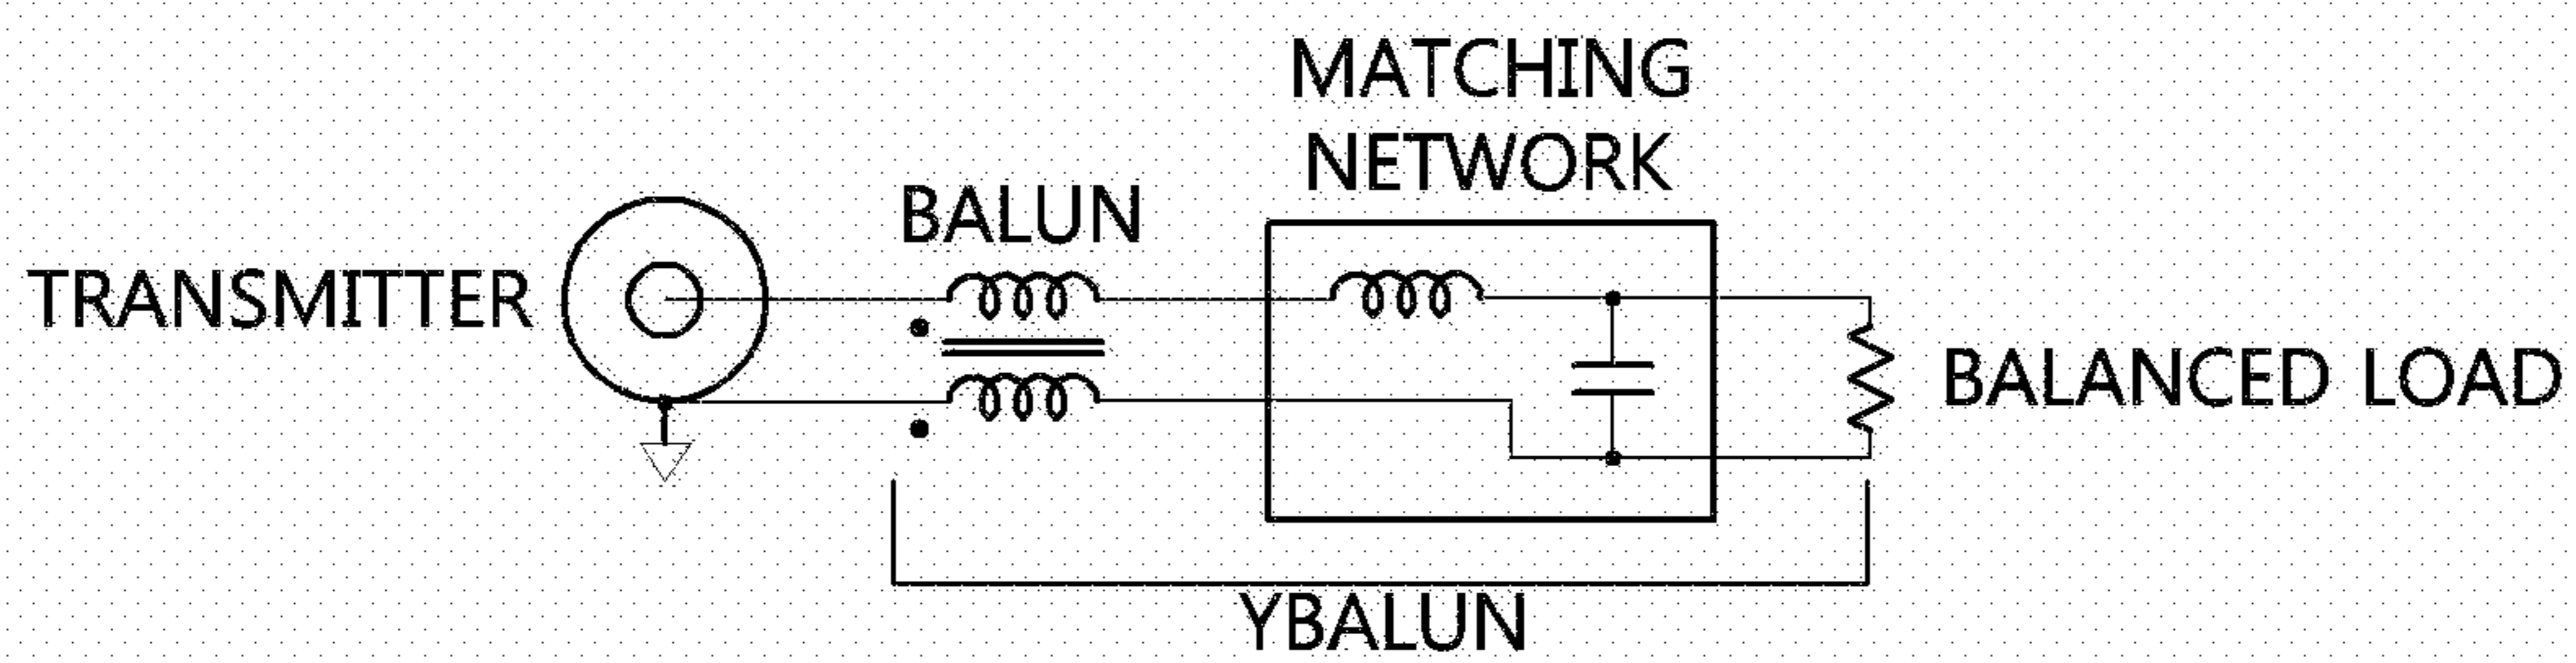 MATCHING
NETWORK
BALUN
TRANSMITTER
BALANCED LOAD
YBALUN